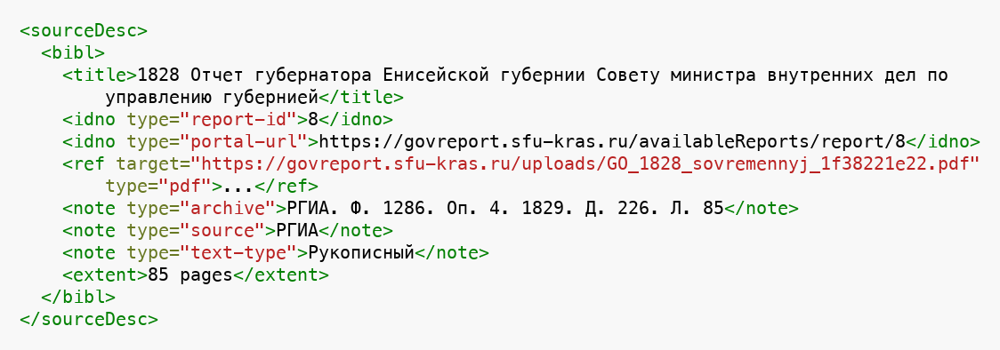 <sourceDesc>
  <bibl>
    <title>1828 Отчет губернатора Енисейской губернии Совету министра внутренних дел по
        управлению губернией</title>
    <idno type="report-id">8</idno>
    <idno type="portal-url">https://govreport.sfu-kras.ru/availableReports/report/8</idno>
    <ref target="https://govreport.sfu-kras.ru/uploads/GO_1828_sovremennyj_1f38221e22.pdf"
        type="pdf">...</ref>
    <note type="archive">РГИА. Ф. 1286. Оп. 4. 1829. Д. 226. Л. 85</note>
    <note type="source">РГИА</note>
    <note type="text-type">Рукописный</note>
    <extent>85 pages</extent>
  </bibl>
</sourceDesc>